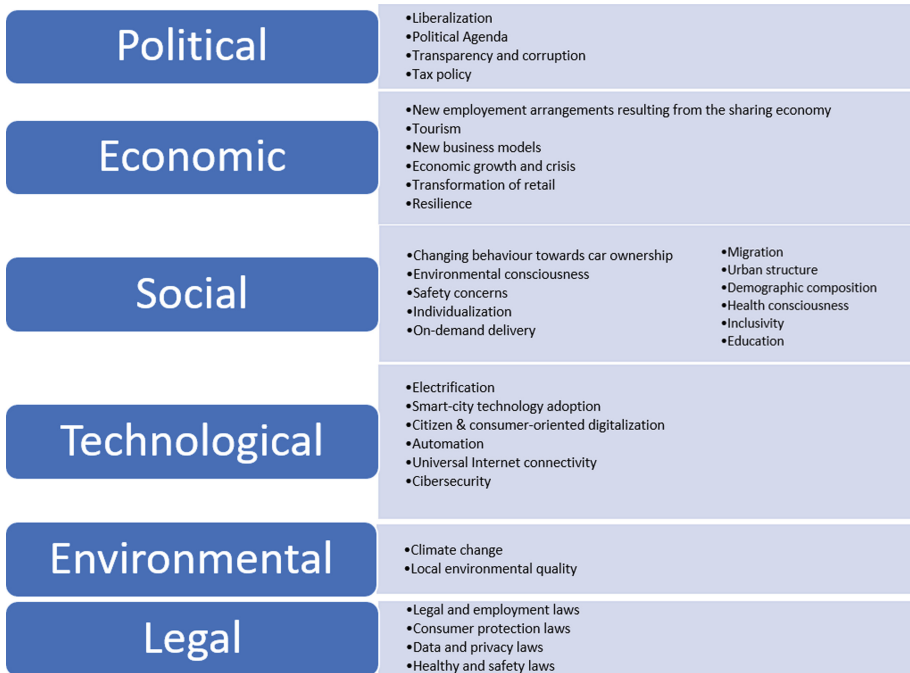 Political
•Liberalization
•Political Agenda
•Transparency and corruption
•Tax policy
Economic
•New employement arrangements resulting from the sharing economy
•Tourism
•New business models
•Economic growth and crisis
•Transformation of retail
•Resilience
Social
•Changing behaviour towards car ownership
•Environmental consciousness
•Safety concerns
•Individualization
•On-demand delivery
•Migration
•Urban structure
•Demographic composition
•Health consciousness
•Inclusivity
•Education
Technological
•Electrification
•Smart-city technology adoption
•Citizen & consumer-oriented digitalization
•Automation
•Universal Internet connectivity
•Cibersecurity
Environmental
•Climate change
•Local environmental quality
Legal
•Legal and employment laws
•Consumer protection laws
•Data and privacy laws
•Healthy and safety laws